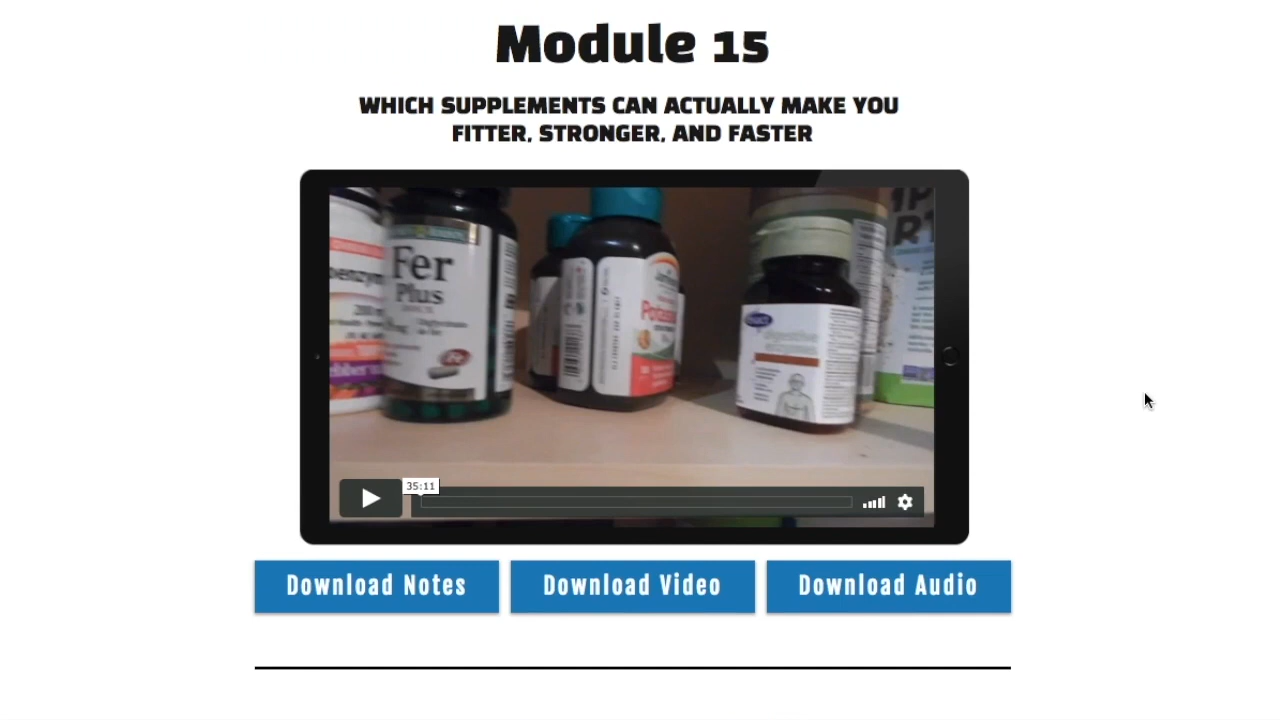 Module 15
WHICH SUPPLEMENTS CAN ACTUALLY MAKE YOU
FITTER, STRONGER, AND FASTER
Fer
Plus
35:11
Download Notes
Download Video
Download Audio